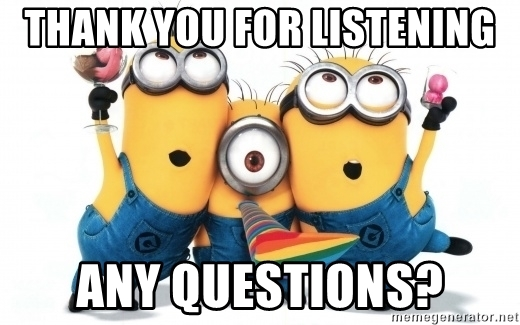 THANK YOU FOR LISTENING
ANY QUESTIONS?
memegenerator.net